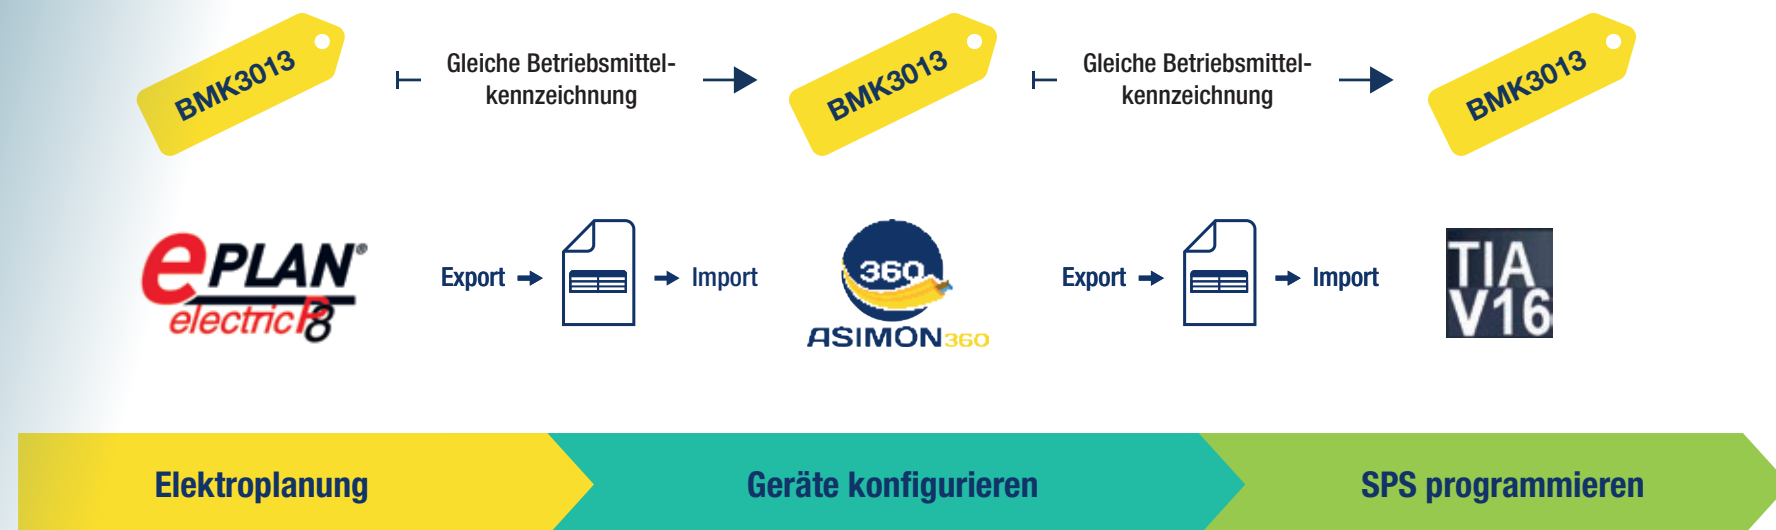 BMK3013
Gleiche Betriebsmittel-
kennzeichnung
BMK3013
Gleiche Betriebsmittel-
kennzeichnung
BMK3013
ePLAN®
electric P8
Export
Import
360
ASIMON360
Export
Import
TIA
V16
Elektroplanung
Geräte konfigurieren
SPS programmieren